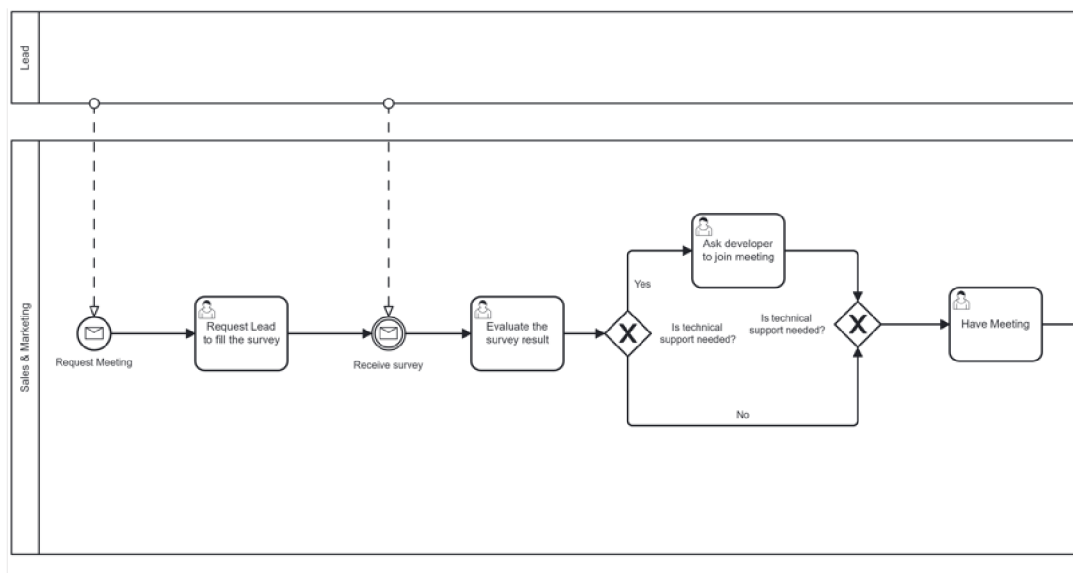 Lead
Sales & Marketing
Request Meeting
Request Lead
to fill the survey
Receive survey
Evaluate the
survey result
Yes
Is technical
support needed?
No
Ask developer
to join meeting
Is technical
support needed?
Have Meeting